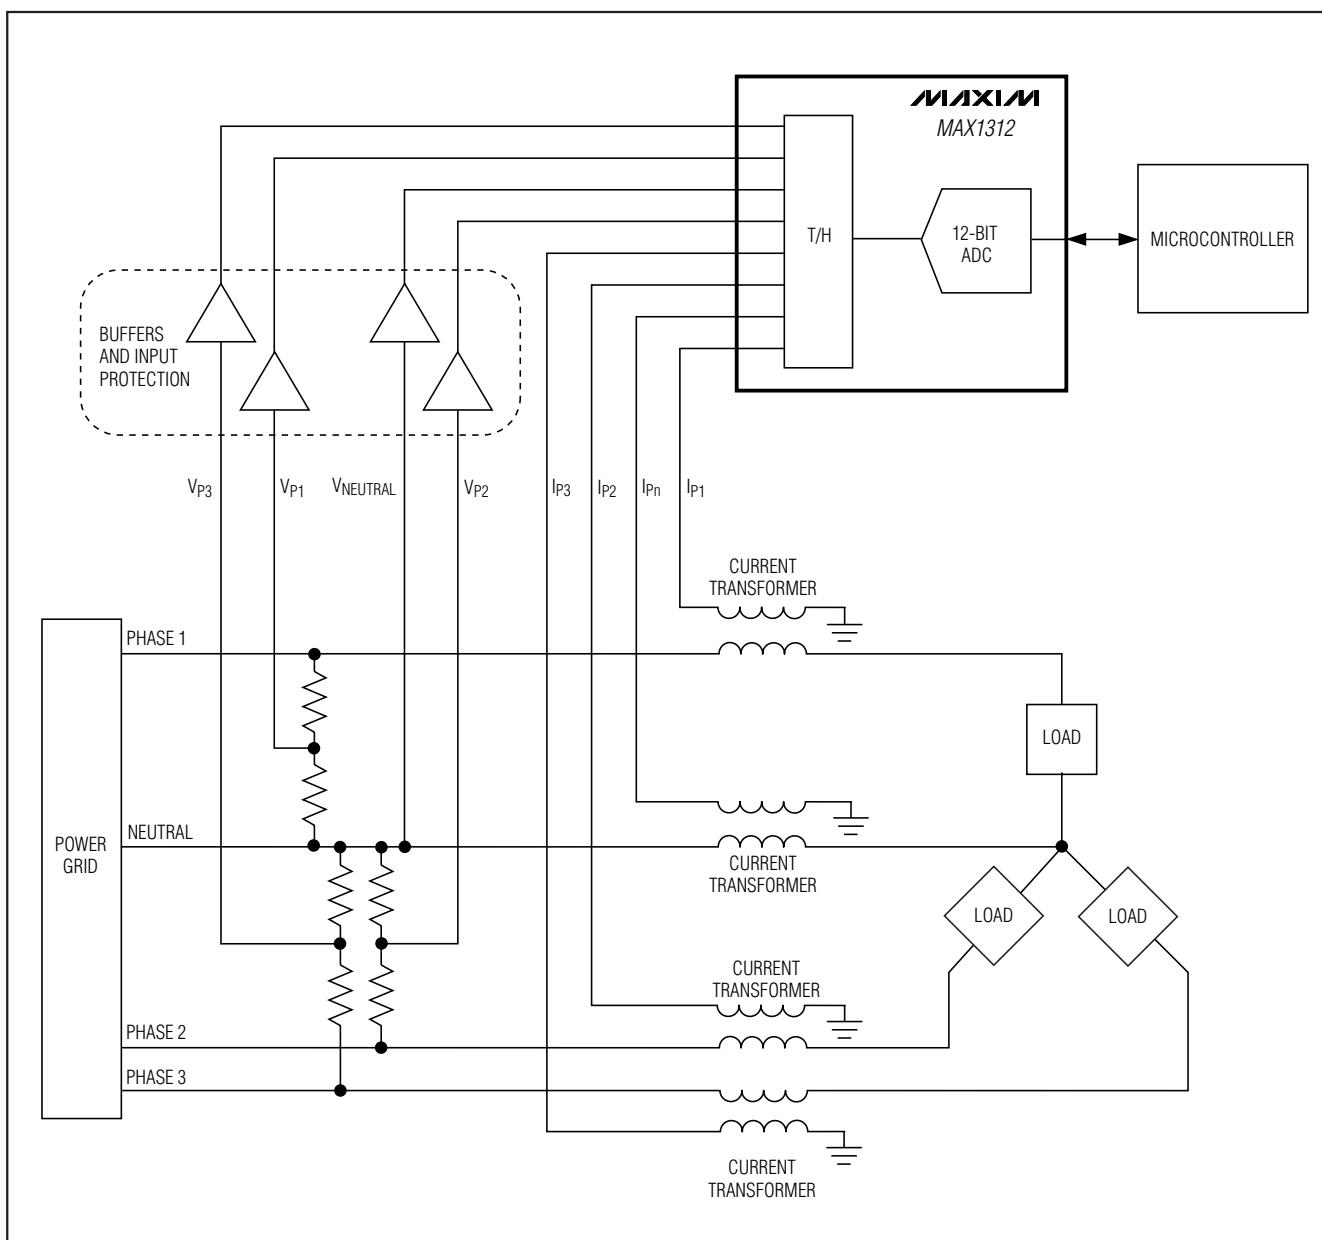 MAXIM
MAX1312
T/H
12-BIT
ADC
MICROCONTROLLER
BUFFERS
AND INPUT
PROTECTION
VP3
VP1
VNEUTRAL
VP2
IP3
IP2
IPn
IP1
CURRENT
TRANSFORMER
PHASE 1
LOAD
NEUTRAL
POWER
GRID
CURRENT
TRANSFORMER
LOAD
LOAD
CURRENT
TRANSFORMER
PHASE 2
PHASE 3
CURRENT
TRANSFORMER